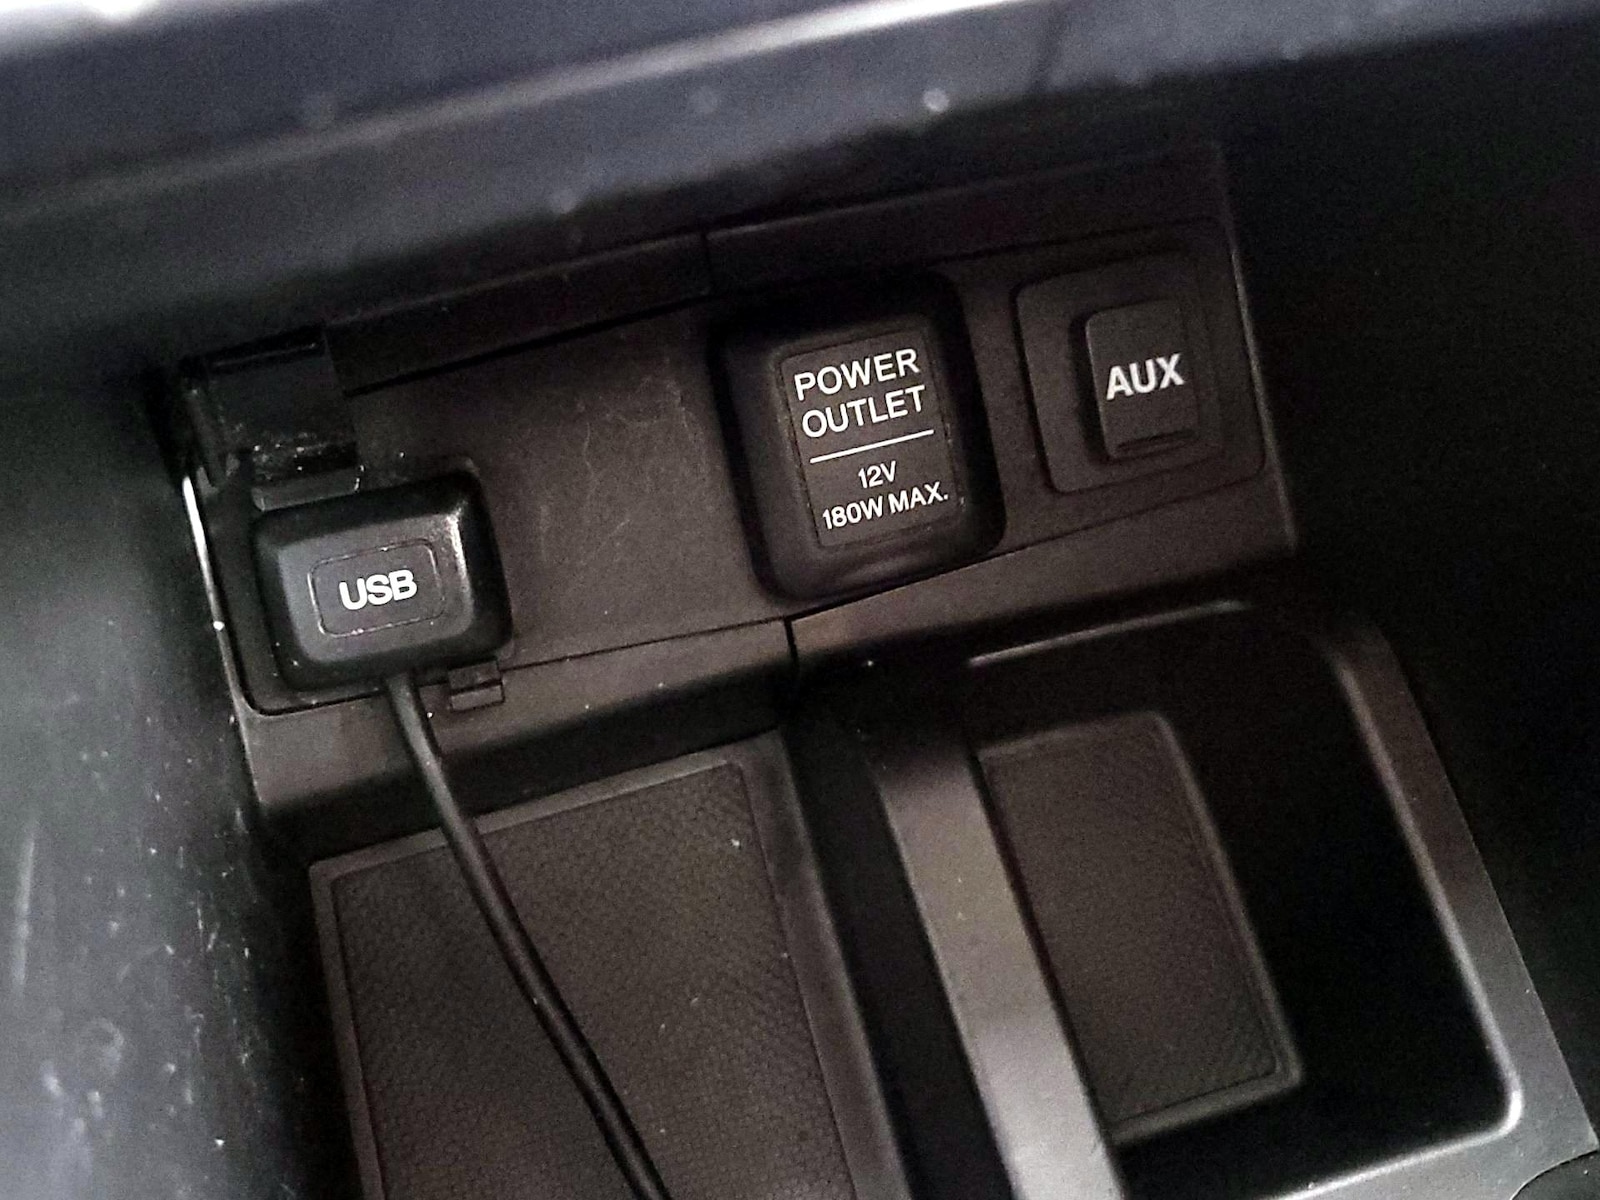 USB
POWER
OUTLET
12V
180W MAX.
AUX